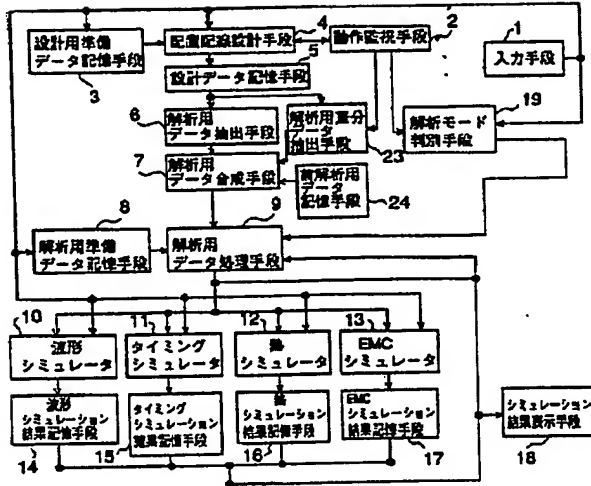 4
2
1
設計用準備
データ記憶手段
配置配線設計手段
動作監視手段
入力手段
3
5
設計データ記憶手段
19
6
解析用
データ抽出手段
解析用差分
データ
抽出手段
23
解析モード
判別手段
7
解析用
データ合成手段
前解析用
データ
記憶手段
24
8
9
解析用準備
データ記憶手段
解析用
データ処理手段
10
11
12
13
波形
シミュレータ
タイミング
シミュレータ
熱
シミュレータ
EMC
シミュレータ
波形
シミュレーション
結果記憶手段
タイミング
シミュレーション
結果記憶手段
熱
シミュレーション
結果記憶手段
EMC
シミュレーション
結果記憶手段
シミュレーション
結果表示手段
14
15
16
17
18